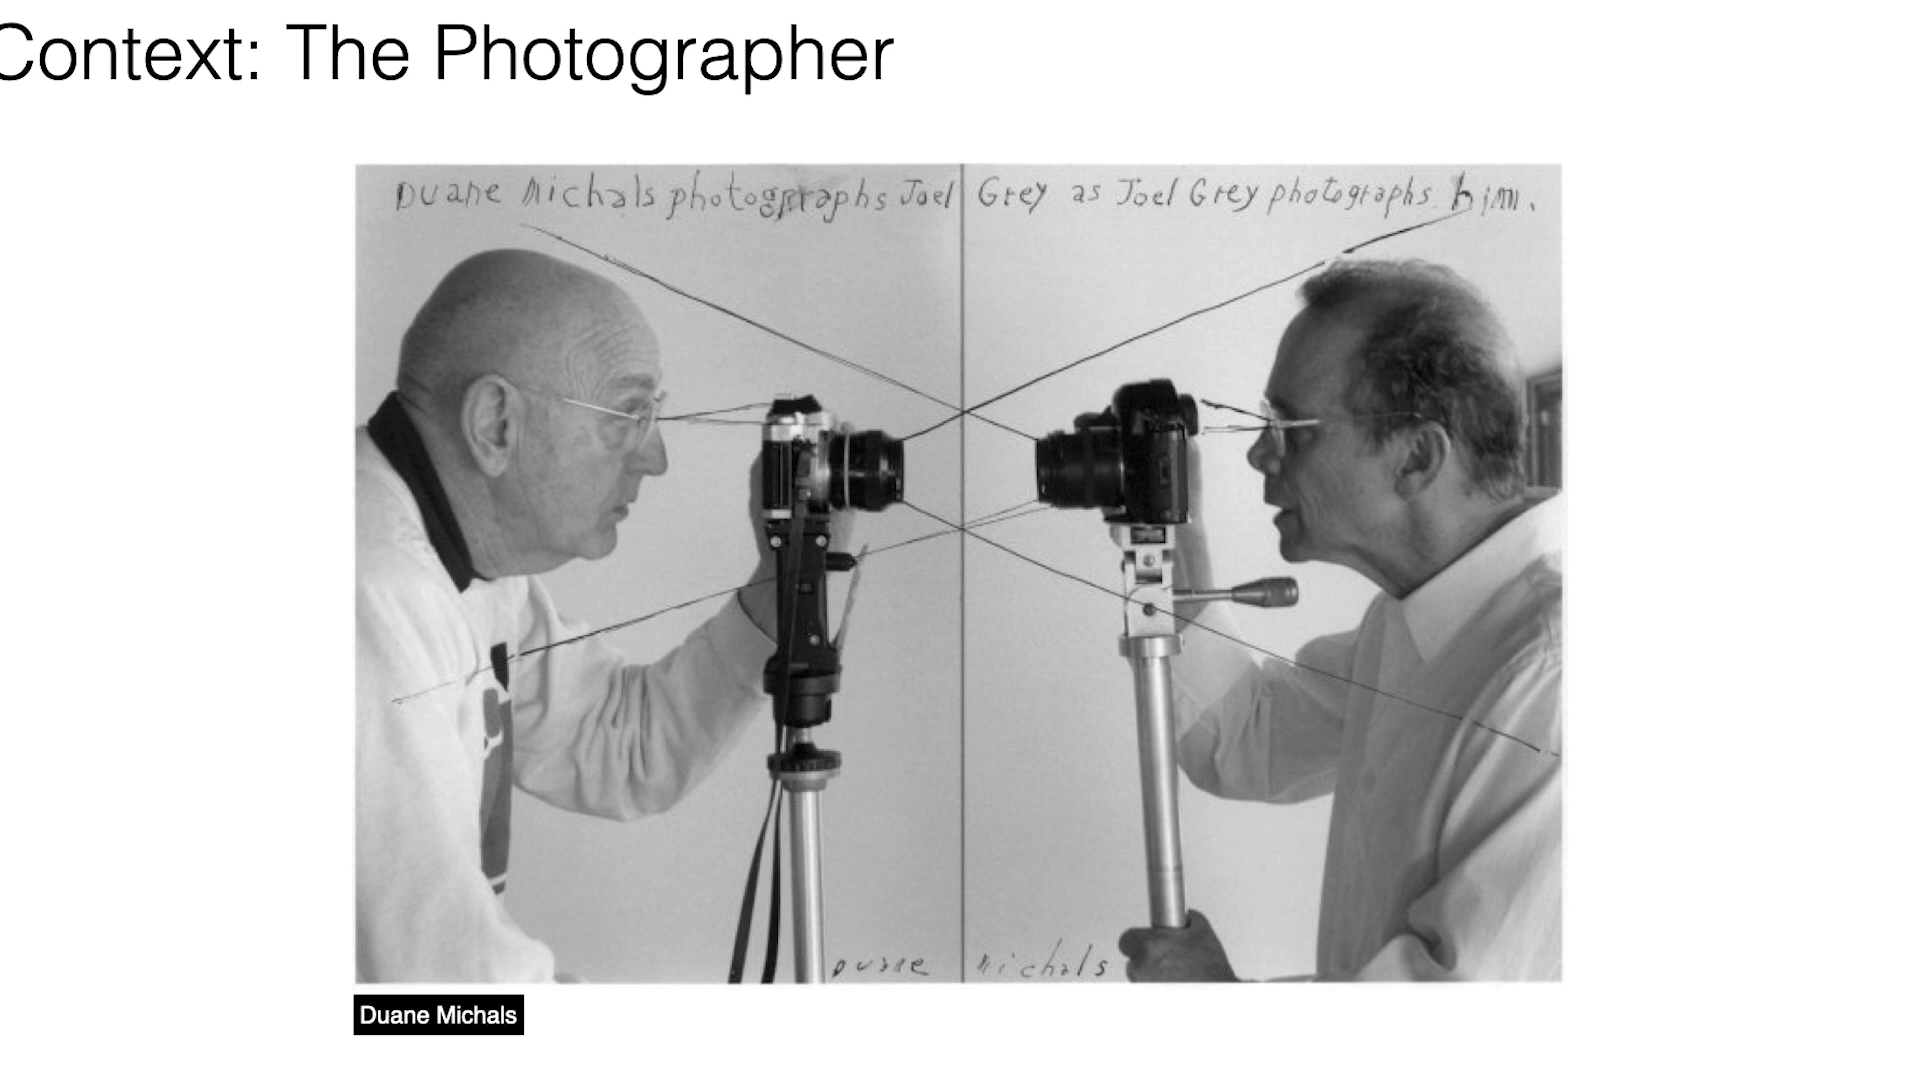 Context: The Photographer
Duane Michals photographs Joel Grey as Joel Grey photographs him.
Duane Michals
Duane Michals